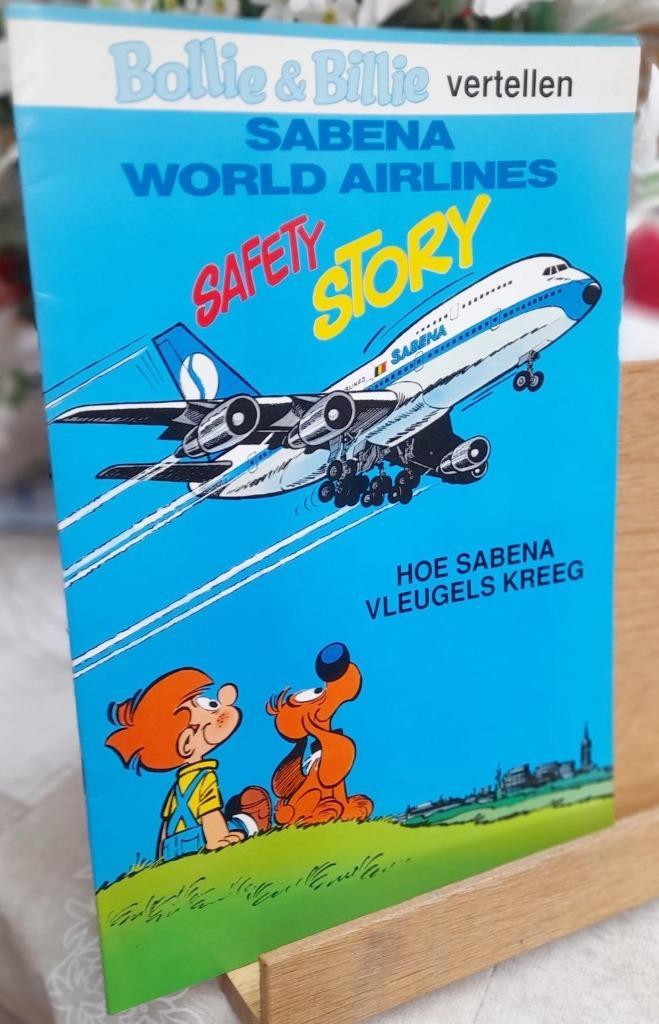 Bollie & Billie vertellen
SABENA
WORLD AIRLINES
SAFETY
STORY
SABENA
HOE SABENA
VLEUGELS KREEG